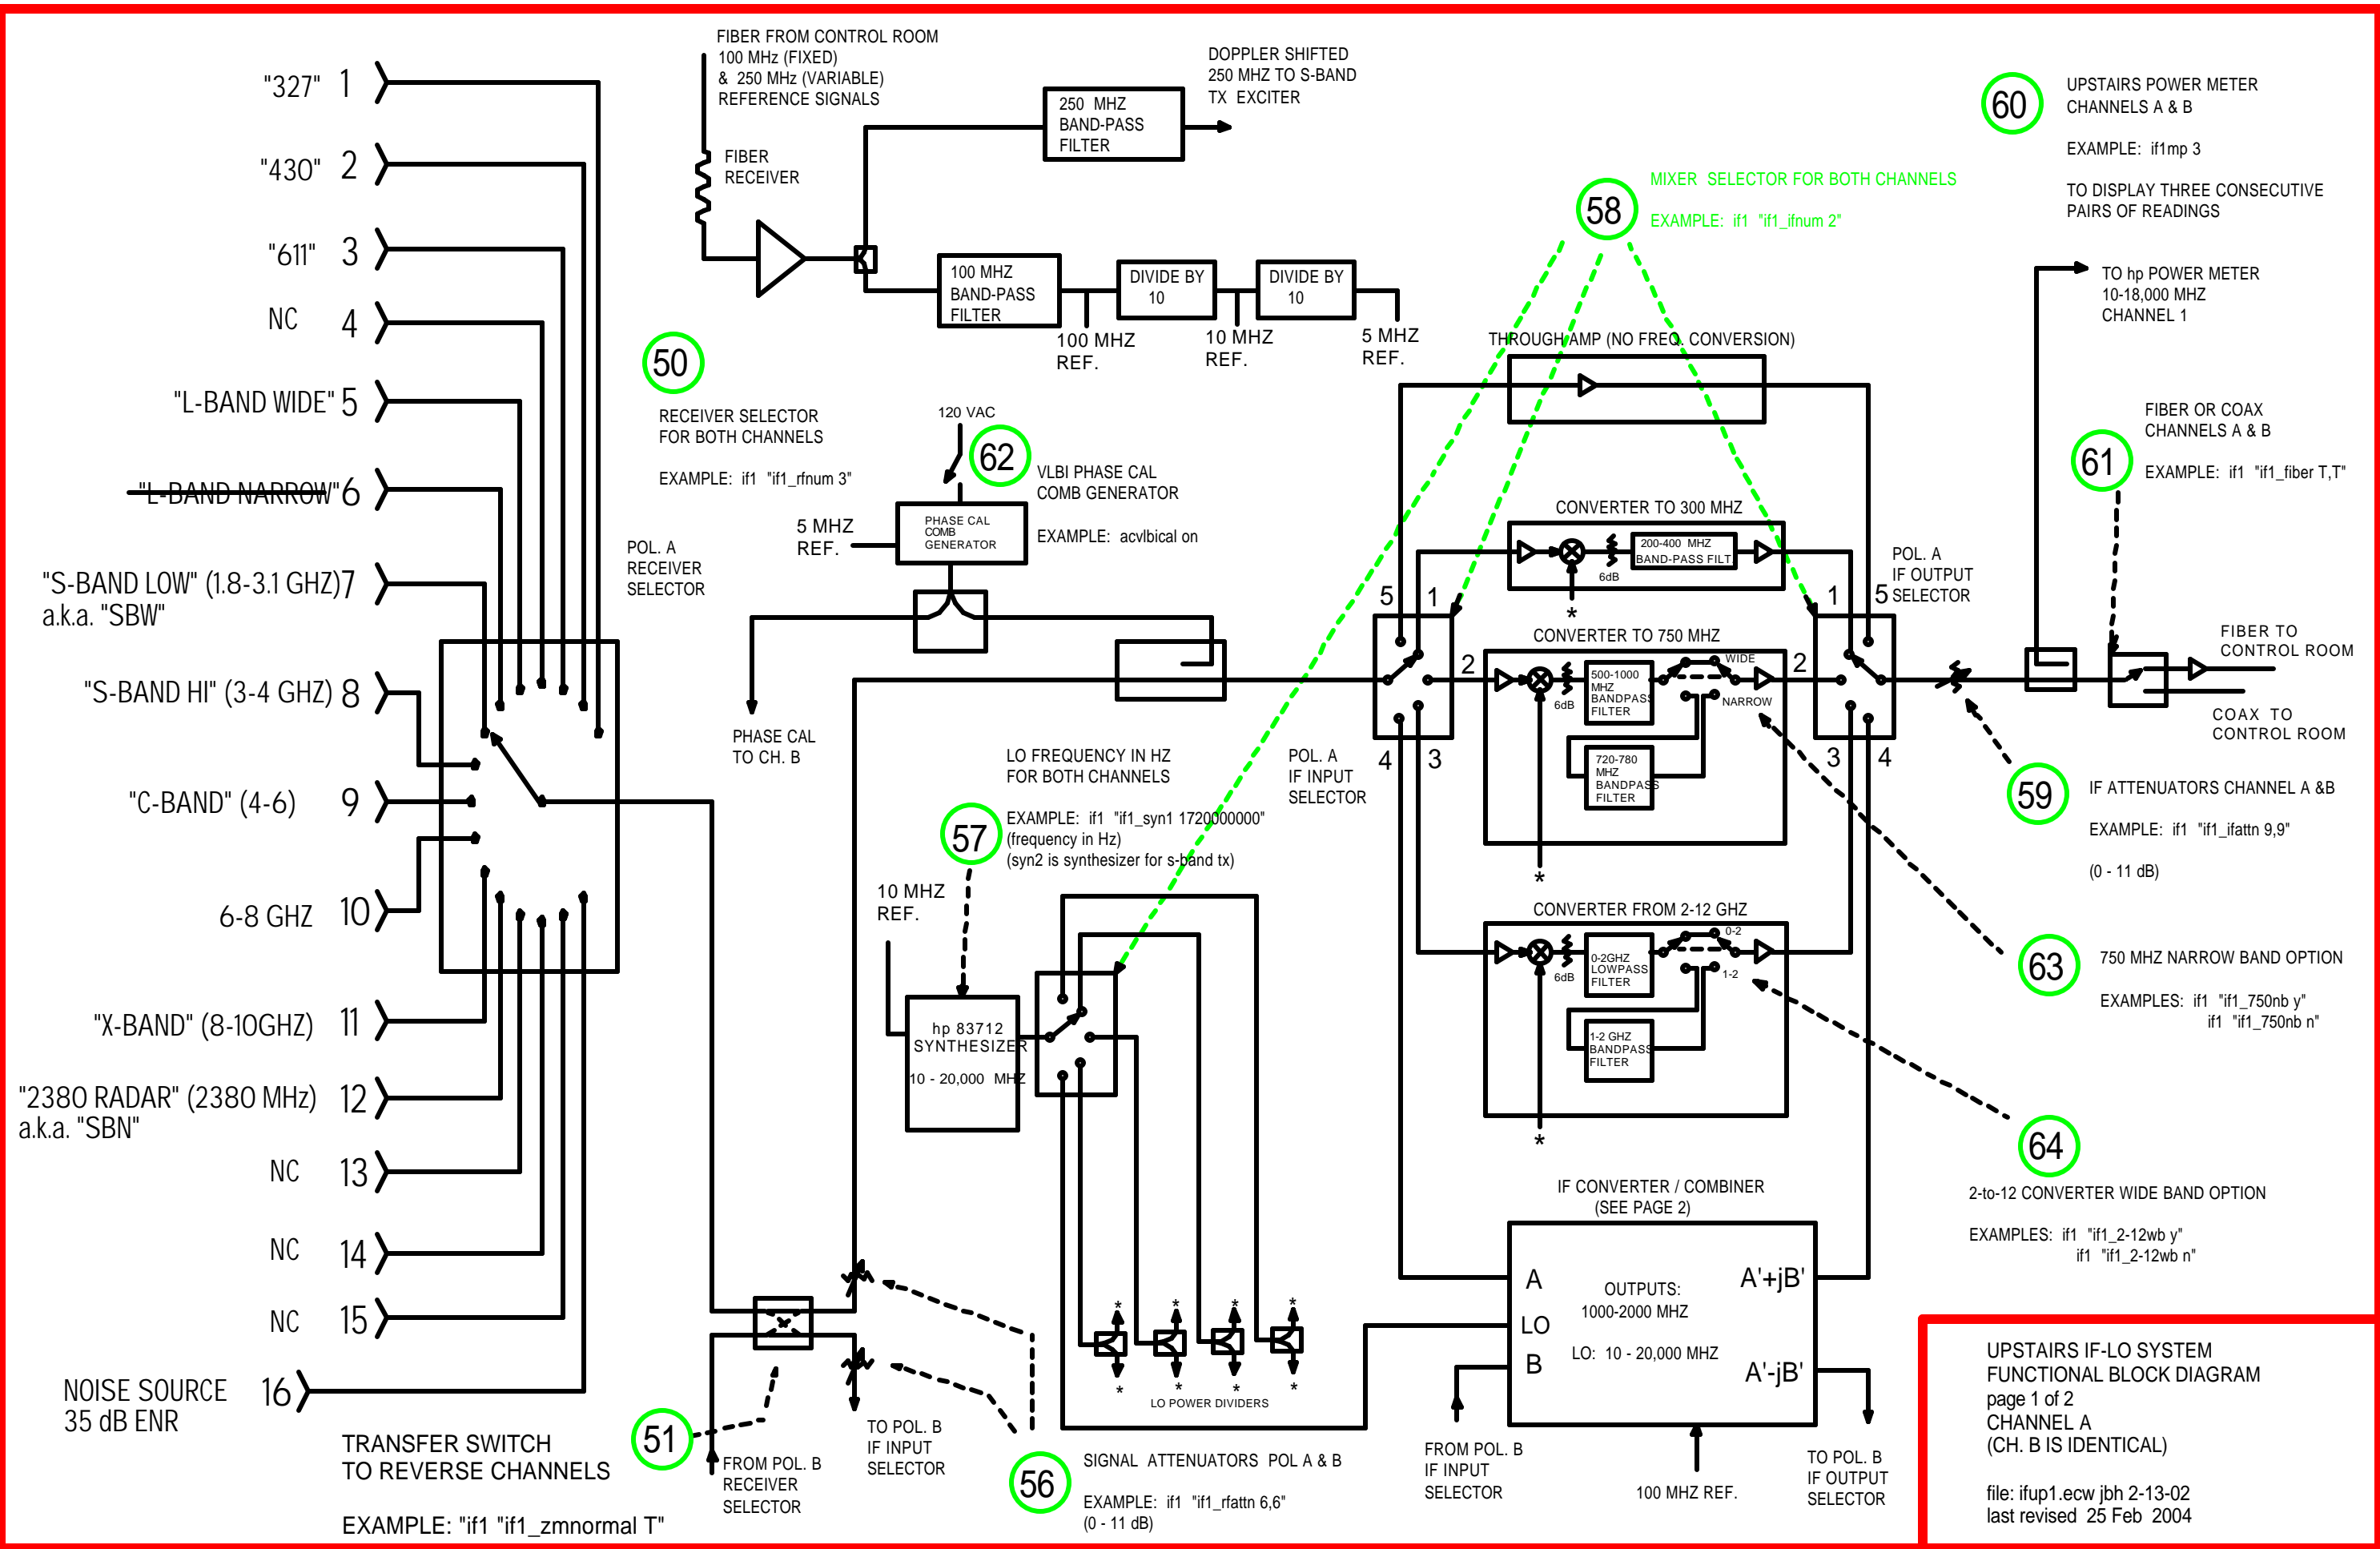 "327" 1
"430" 2
"611" 3
NC 4
"L-BAND WIDE" 5
"L-BAND NARROW" 6
"S-BAND LOW" (1.8-3.1 GHZ) 7
a.k.a. "SBW"
"S-BAND HI" (3-4 GHZ) 8
"C-BAND" (4-6) 9
6-8 GHZ 10
"X-BAND" (8-10GHZ) 11
"2380 RADAR" (2380 MHz) 12
a.k.a. "SBN"
NC 13
NC 14
NC 15
NOISE SOURCE 16
35 dB ENR
TRANSFER SWITCH
TO REVERSE CHANNELS
EXAMPLE: "if1 "if1_zmnormal T"
FIBER FROM CONTROL ROOM
100 MHz (FIXED)
& 250 MHz (VARIABLE)
REFERENCE SIGNALS
FIBER
RECEIVER
250 MHZ
BAND-PASS
FILTER
DOPPLER SHIFTED
250 MHZ TO S-BAND
TX EXCITER
100 MHZ
BAND-PASS
FILTER
DIVIDE BY
10
DIVIDE BY
10
100 MHZ
REF.
10 MHZ
REF.
5 MHZ
REF.
50
RECEIVER SELECTOR
FOR BOTH CHANNELS
EXAMPLE: if1 "if1_rfnum 3"
POL. A
RECEIVER
SELECTOR
120 VAC
62
VLBI PHASE CAL
COMB GENERATOR
EXAMPLE: acvlbical on
5 MHZ
REF.
PHASE CAL
COMB
GENERATOR
PHASE CAL
TO CH. B
58
MIXER SELECTOR FOR BOTH CHANNELS
EXAMPLE: if1 "if1_ifnum 2"
THROUGH AMP (NO FREQ. CONVERSION)
CONVERTER TO 300 MHZ
6dB
200-400 MHZ
BAND-PASS FILT.
*
5 1
2
4 3
POL. A
IF INPUT
SELECTOR
CONVERTER TO 750 MHZ
6dB
500-1000
MHZ
BANDPASS
FILTER
WIDE
NARROW
720-780
MHZ
BANDPASS
FILTER
*
CONVERTER FROM 2-12 GHZ
6dB
0-2GHZ
LOWPASS
FILTER
0-2
1-2
1-2 GHZ
BANDPASS
FILTER
*
1 5
2
3 4
POL. A
IF OUTPUT
SELECTOR
LO FREQUENCY IN HZ
FOR BOTH CHANNELS
57
EXAMPLE: if1 "if1_syn1 1720000000"
(frequency in Hz)
(syn2 is synthesizer for s-band tx)
10 MHZ
REF.
hp 83712
SYNTHESIZER
10 - 20,000 MHZ
* * * *
* * * *
LO POWER DIVIDERS
IF CONVERTER / COMBINER
(SEE PAGE 2)
A
LO
B
OUTPUTS:
1000-2000 MHZ
LO: 10 - 20,000 MHZ
A'+jB'
A'-jB'
FROM POL. B
IF INPUT
SELECTOR
100 MHZ REF.
TO POL. B
IF OUTPUT
SELECTOR
51
FROM POL. B
RECEIVER
SELECTOR
TO POL. B
IF INPUT
SELECTOR
56
SIGNAL ATTENUATORS POL A & B
EXAMPLE: if1 "if1_rfattn 6,6"
(0 - 11 dB)
60
UPSTAIRS POWER METER
CHANNELS A & B
EXAMPLE: if1mp 3
TO DISPLAY THREE CONSECUTIVE
PAIRS OF READINGS
TO hp POWER METER
10-18,000 MHZ
CHANNEL 1
61
FIBER OR COAX
CHANNELS A & B
EXAMPLE: if1 "if1_fiber T,T"
FIBER TO
CONTROL ROOM
COAX TO
CONTROL ROOM
59
IF ATTENUATORS CHANNEL A &B
EXAMPLE: if1 "if1_ifattn 9,9"
(0 - 11 dB)
63
750 MHZ NARROW BAND OPTION
EXAMPLES: if1 "if1_750nb y"
if1 "if1_750nb n"
64
2-to-12 CONVERTER WIDE BAND OPTION
EXAMPLES: if1 "if1_2-12wb y"
if1 "if1_2-12wb n"
UPSTAIRS IF-LO SYSTEM
FUNCTIONAL BLOCK DIAGRAM
page 1 of 2
CHANNEL A
(CH. B IS IDENTICAL)
file: ifup1.ecw jbh 2-13-02
last revised 25 Feb 2004